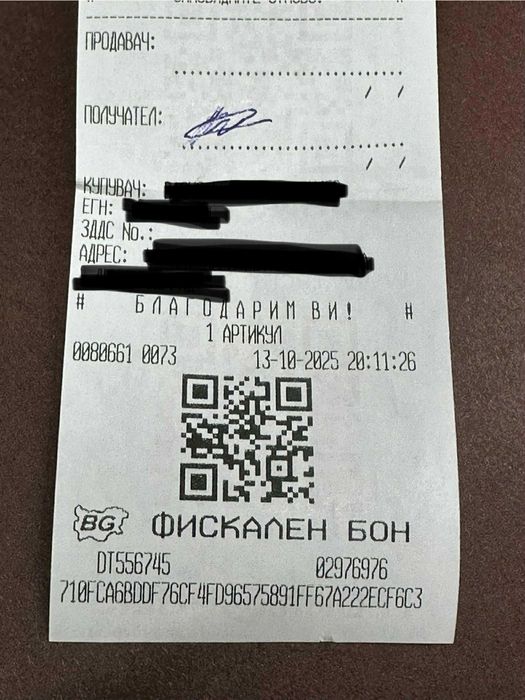 ПРОДАВАЧ:
/ /
ПОЛУЧАТЕЛ:
/ /
КУПУВАЧ:
ЕГН:
ЗДДС No.:
АДРЕС:
# БЛАГОДАРИМ ВИ! #
1 АРТИКУЛ
0080661 0073 13-10-2025 20:11:26
BG ФИСКАЛЕН БОН
DT556745 02976976
710FCA6BDDF76CF4FD96575891FF67A222ECF6C3